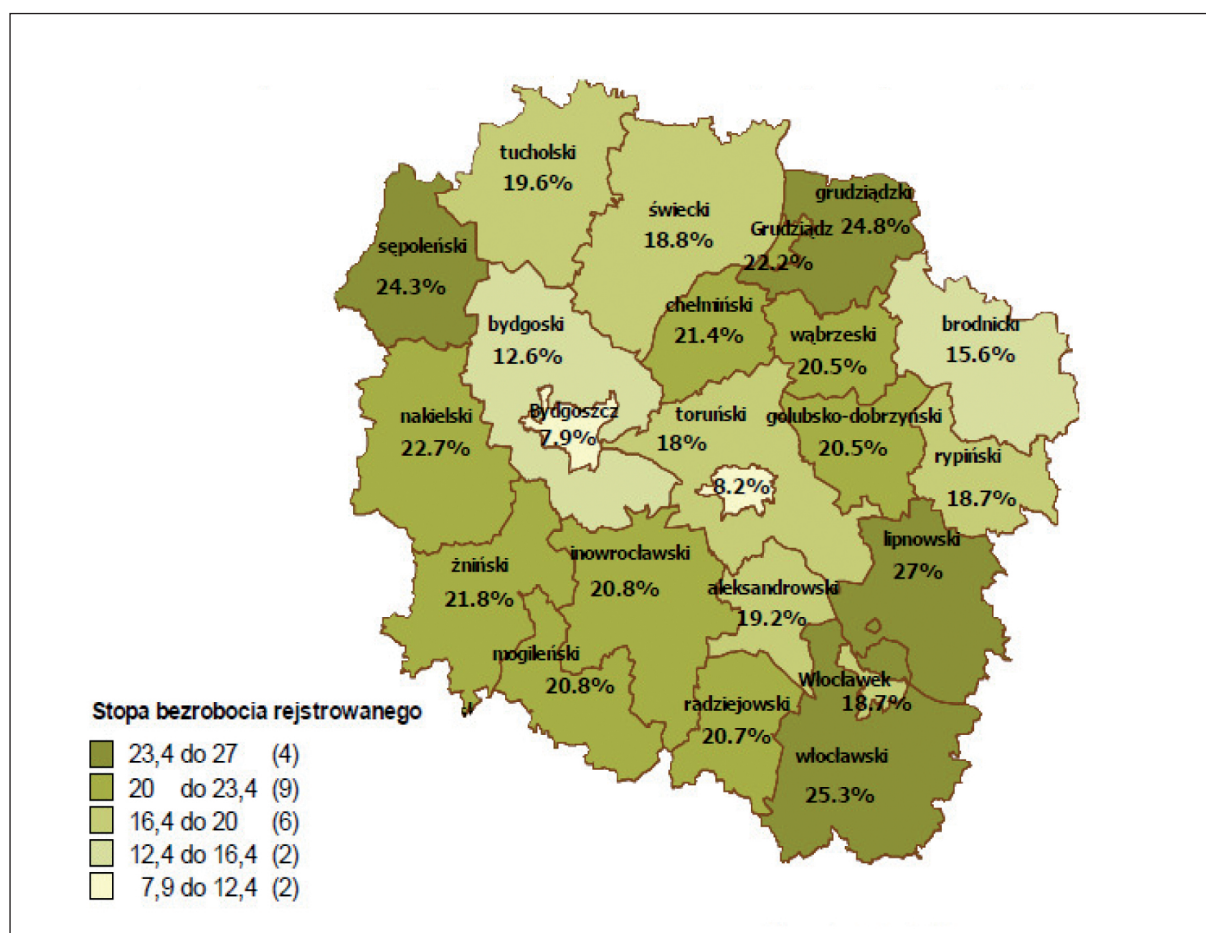 tucholski
19.6%
świecki
18.8%
grudziądzki
24.8%
Grudziądz
22.2%
sępoleński
24.3%
bydgoski
12.6%
chełmiński
21.4%
wąbrzeski
20.5%
brodnicki
15.6%
nakielski
22.7%
Bydgoszcz
7.9%
toruński
18%
golubsko-dobrzyński
20.5%
rypiński
18.7%
8.2%
lipnowski
27%
żniński
21.8%
inowrocławski
20.8%
aleksandrowski
19.2%
mogileński
20.8%
radziejowski
20.7%
Włocławek
18.7%
włocławski
25.3%
Stopa bezrobocia rejstrowanego
23,4 do 27 (4)
20 do 23,4 (9)
16,4 do 20 (6)
12,4 do 16,4 (2)
7,9 do 12,4 (2)